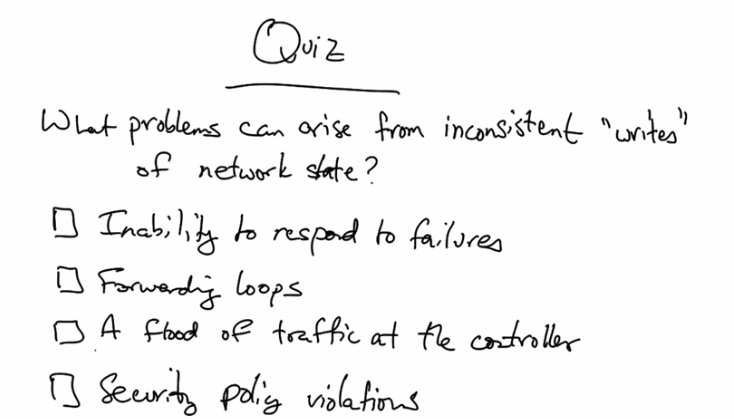 Quiz
What problems can arise from inconsistent "writes"
of network state?
Inability to respond to failures
Forwarding loops
A flood of traffic at the controller
Security policy violations